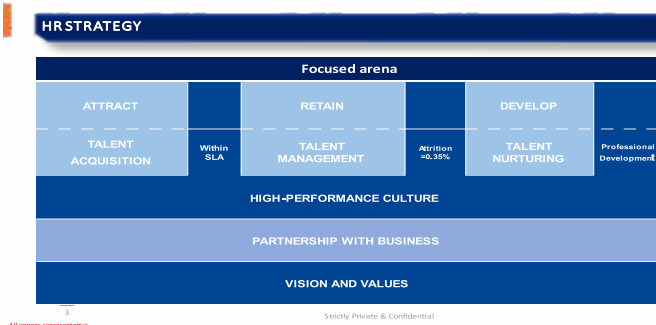 HR STRATEGY
Focused arena
ATTRACT
RETAIN
DEVELOP
TALENT
ACQUISITION
Within
SLA
TALENT
MANAGEMENT
Attrition
=0.35%
TALENT
NURTURING
Professional
Development
HIGH-PERFORMANCE CULTURE
PARTNERSHIP WITH BUSINESS
VISION AND VALUES
3
Strictly Private & Confidential